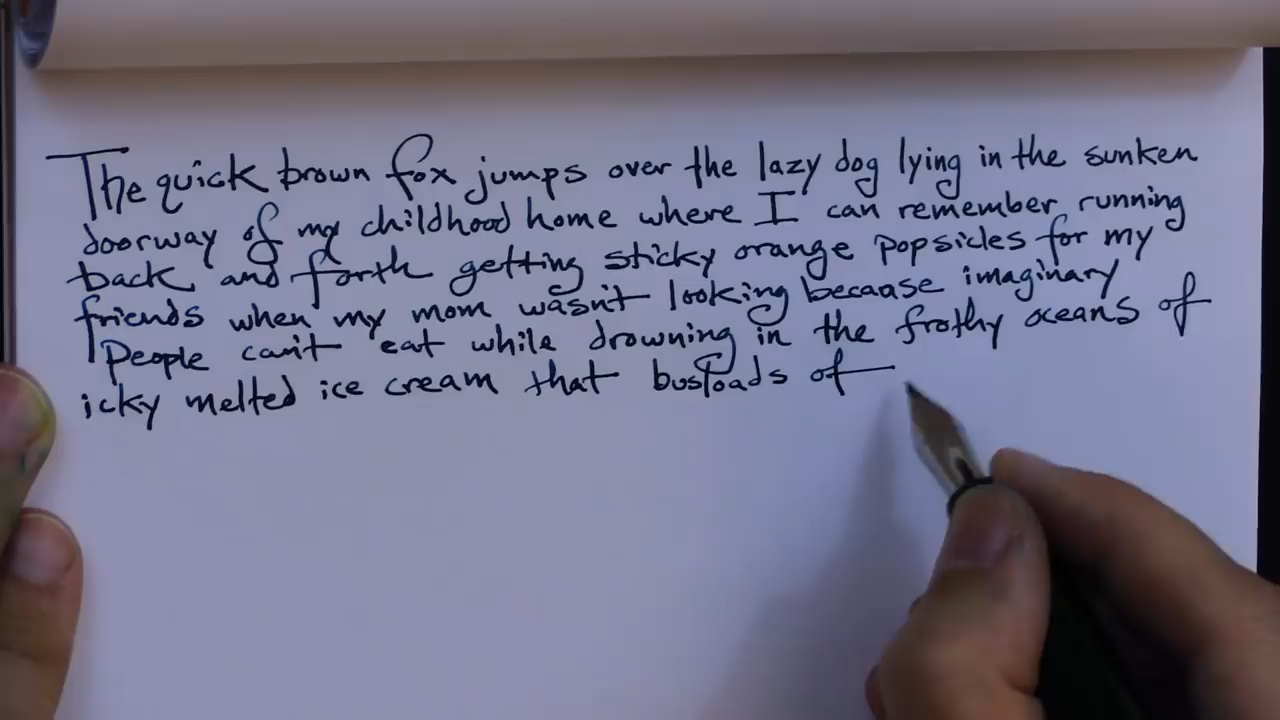 The quick brown fox jumps over the lazy dog lying in the sunken
doorway of my childhood home where I can remember running
back and forth getting sticky orange popsicles for my
friends when my mom wasn't looking because imaginary
People can't eat while drowning in the frothy oceans of
icky melted ice cream that busloads of